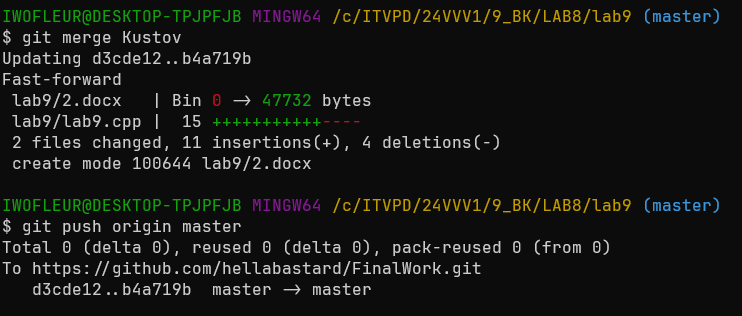 IWOFLEUR@DESKTOP-TPJPFJB MINGW64 /c/ITVPD/24VVV1/9_BK/LAB8/lab9 (master)
$ git merge Kustov
Updating d3cde12..b4a719b
Fast-forward
 lab9/2.docx   | Bin 0 -> 47732 bytes
 lab9/lab9.cpp |  15 +++++++++++----
 2 files changed, 11 insertions(+), 4 deletions(-)
 create mode 100644 lab9/2.docx

IWOFLEUR@DESKTOP-TPJPFJB MINGW64 /c/ITVPD/24VVV1/9_BK/LAB8/lab9 (master)
$ git push origin master
Total 0 (delta 0), reused 0 (delta 0), pack-reused 0 (from 0)
To https://github.com/hellabastard/FinalWork.git
   d3cde12..b4a719b  master -> master